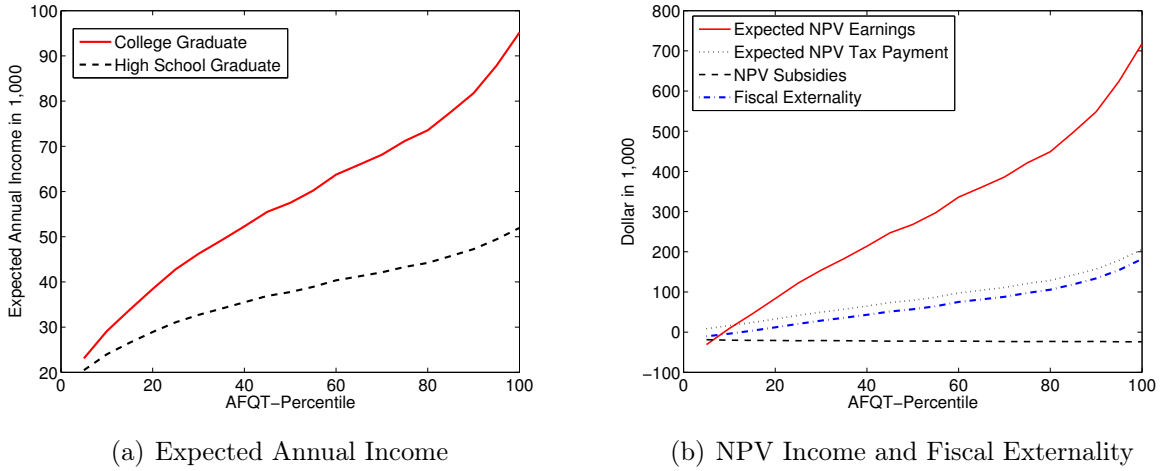 100
90
80
70
60
50
40
30
20
0
20
40
60
80
100
Expected Annual Income in 1,000
AFQT−Percentile
College Graduate
High School Graduate
(a) Expected Annual Income
800
700
600
500
400
300
200
100
0
−100
0
20
40
60
80
100
Dollar in 1,000
AFQT−Percentile
Expected NPV Earnings
Expected NPV Tax Payment
NPV Subsidies
Fiscal Externality
(b) NPV Income and Fiscal Externality